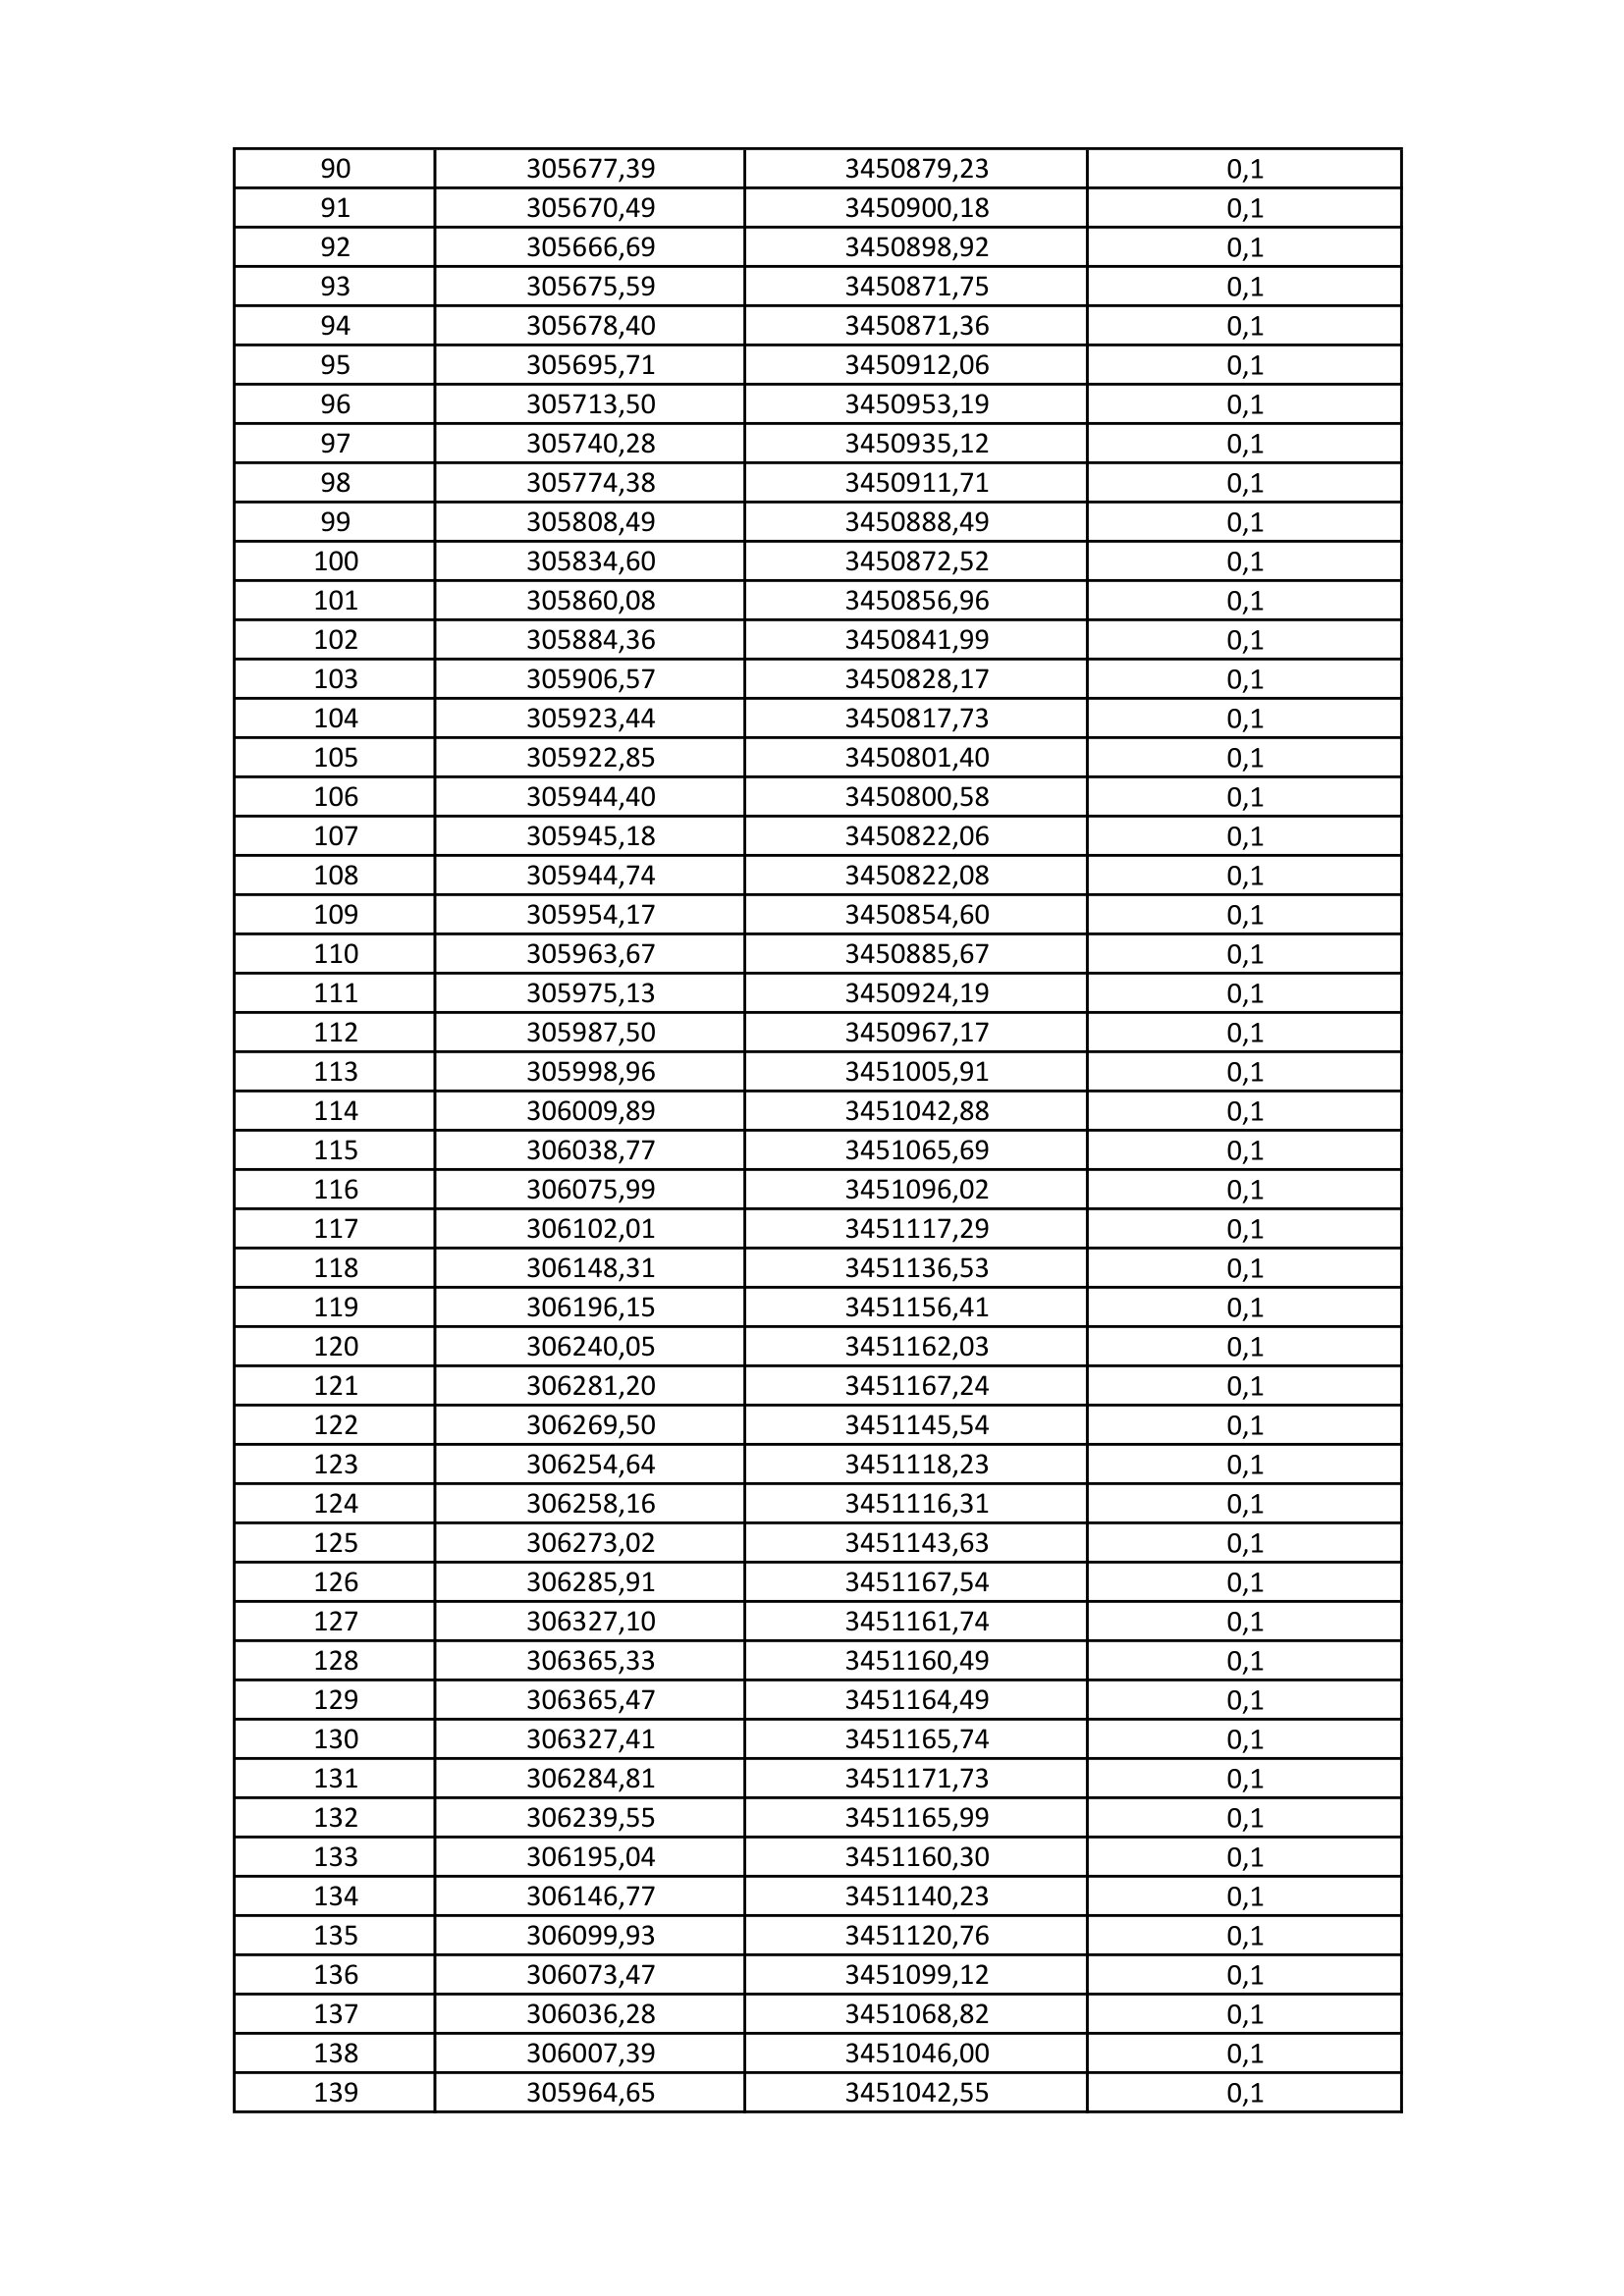 90 305677,39 3450879,23 0,1
91 305670,49 3450900,18 0,1
92 305666,69 3450898,92 0,1
93 305675,59 3450871,75 0,1
94 305678,40 3450871,36 0,1
95 305695,71 3450912,06 0,1
96 305713,50 3450953,19 0,1
97 305740,28 3450935,12 0,1
98 305774,38 3450911,71 0,1
99 305808,49 3450888,49 0,1
100 305834,60 3450872,52 0,1
101 305860,08 3450856,96 0,1
102 305884,36 3450841,99 0,1
103 305906,57 3450828,17 0,1
104 305923,44 3450817,73 0,1
105 305922,85 3450801,40 0,1
106 305944,40 3450800,58 0,1
107 305945,18 3450822,06 0,1
108 305944,74 3450822,08 0,1
109 305954,17 3450854,60 0,1
110 305963,67 3450885,67 0,1
111 305975,13 3450924,19 0,1
112 305987,50 3450967,17 0,1
113 305998,96 3451005,91 0,1
114 306009,89 3451042,88 0,1
115 306038,77 3451065,69 0,1
116 306075,99 3451096,02 0,1
117 306102,01 3451117,29 0,1
118 306148,31 3451136,53 0,1
119 306196,15 3451156,41 0,1
120 306240,05 3451162,03 0,1
121 306281,20 3451167,24 0,1
122 306269,50 3451145,54 0,1
123 306254,64 3451118,23 0,1
124 306258,16 3451116,31 0,1
125 306273,02 3451143,63 0,1
126 306285,91 3451167,54 0,1
127 306327,10 3451161,74 0,1
128 306365,33 3451160,49 0,1
129 306365,47 3451164,49 0,1
130 306327,41 3451165,74 0,1
131 306284,81 3451171,73 0,1
132 306239,55 3451165,99 0,1
133 306195,04 3451160,30 0,1
134 306146,77 3451140,23 0,1
135 306099,93 3451120,76 0,1
136 306073,47 3451099,12 0,1
137 306036,28 3451068,82 0,1
138 306007,39 3451046,00 0,1
139 305964,65 3451042,55 0,1